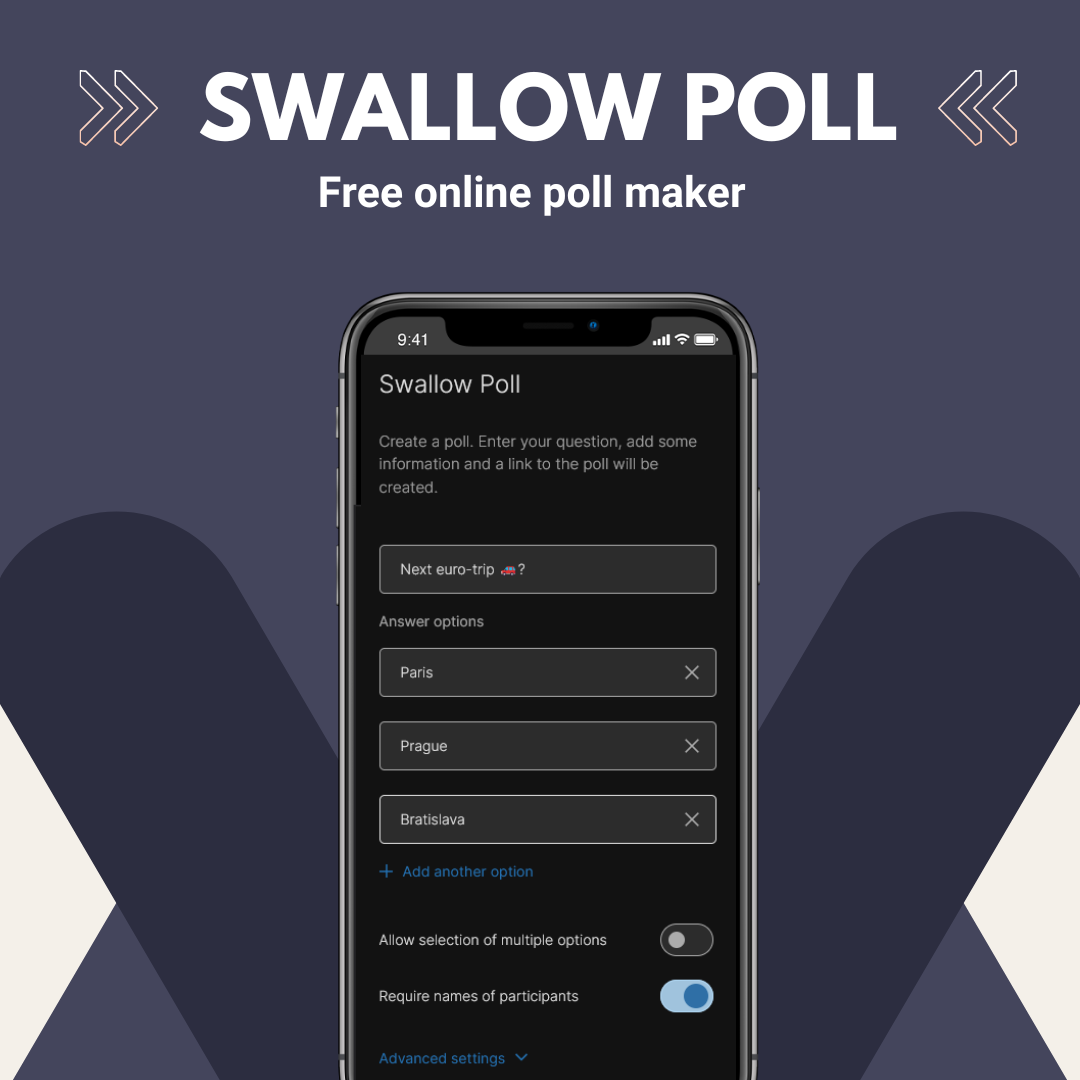 SWALLOW POLL
Free online poll maker
9:41
Swallow Poll
Create a poll. Enter your question, add some
information and a link to the poll will be
created.
Next euro-trip 🚗?
Answer options
Paris
Prague
Bratislava
+ Add another option
Allow selection of multiple options
Require names of participants
Advanced settings